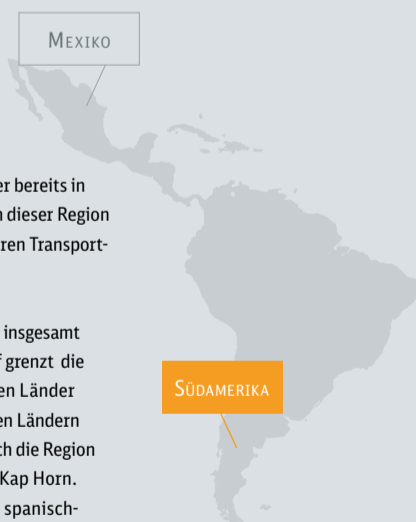 MEXIKO
er bereits in
n dieser Region
ren Transport-
insgesamt
f grenzt die
en Länder
en Ländern
ch die Region
Kap Horn.
spanisch-
SÜDAMERIKA